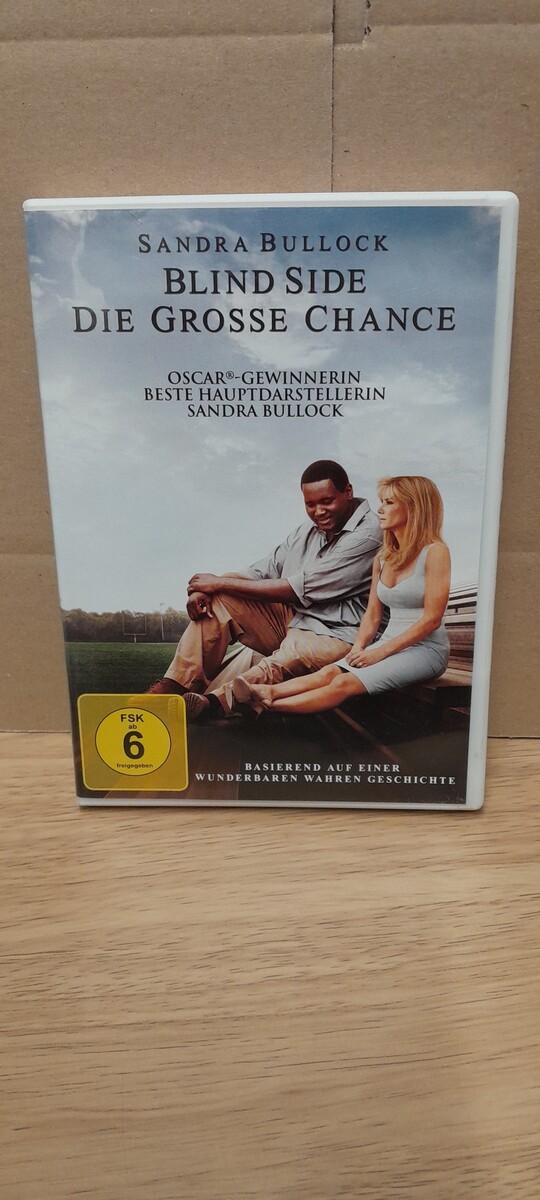 SANDRA BULLOCK
BLIND SIDE
DIE GROSSE CHANCE
OSCAR®-GEWINNERIN
BESTE HAUPTDARSTELLERIN
SANDRA BULLOCK
FSK
ab
6
freigegeben
BASIEREND AUF EINER
WUNDERBAREN WAHREN GESCHICHTE